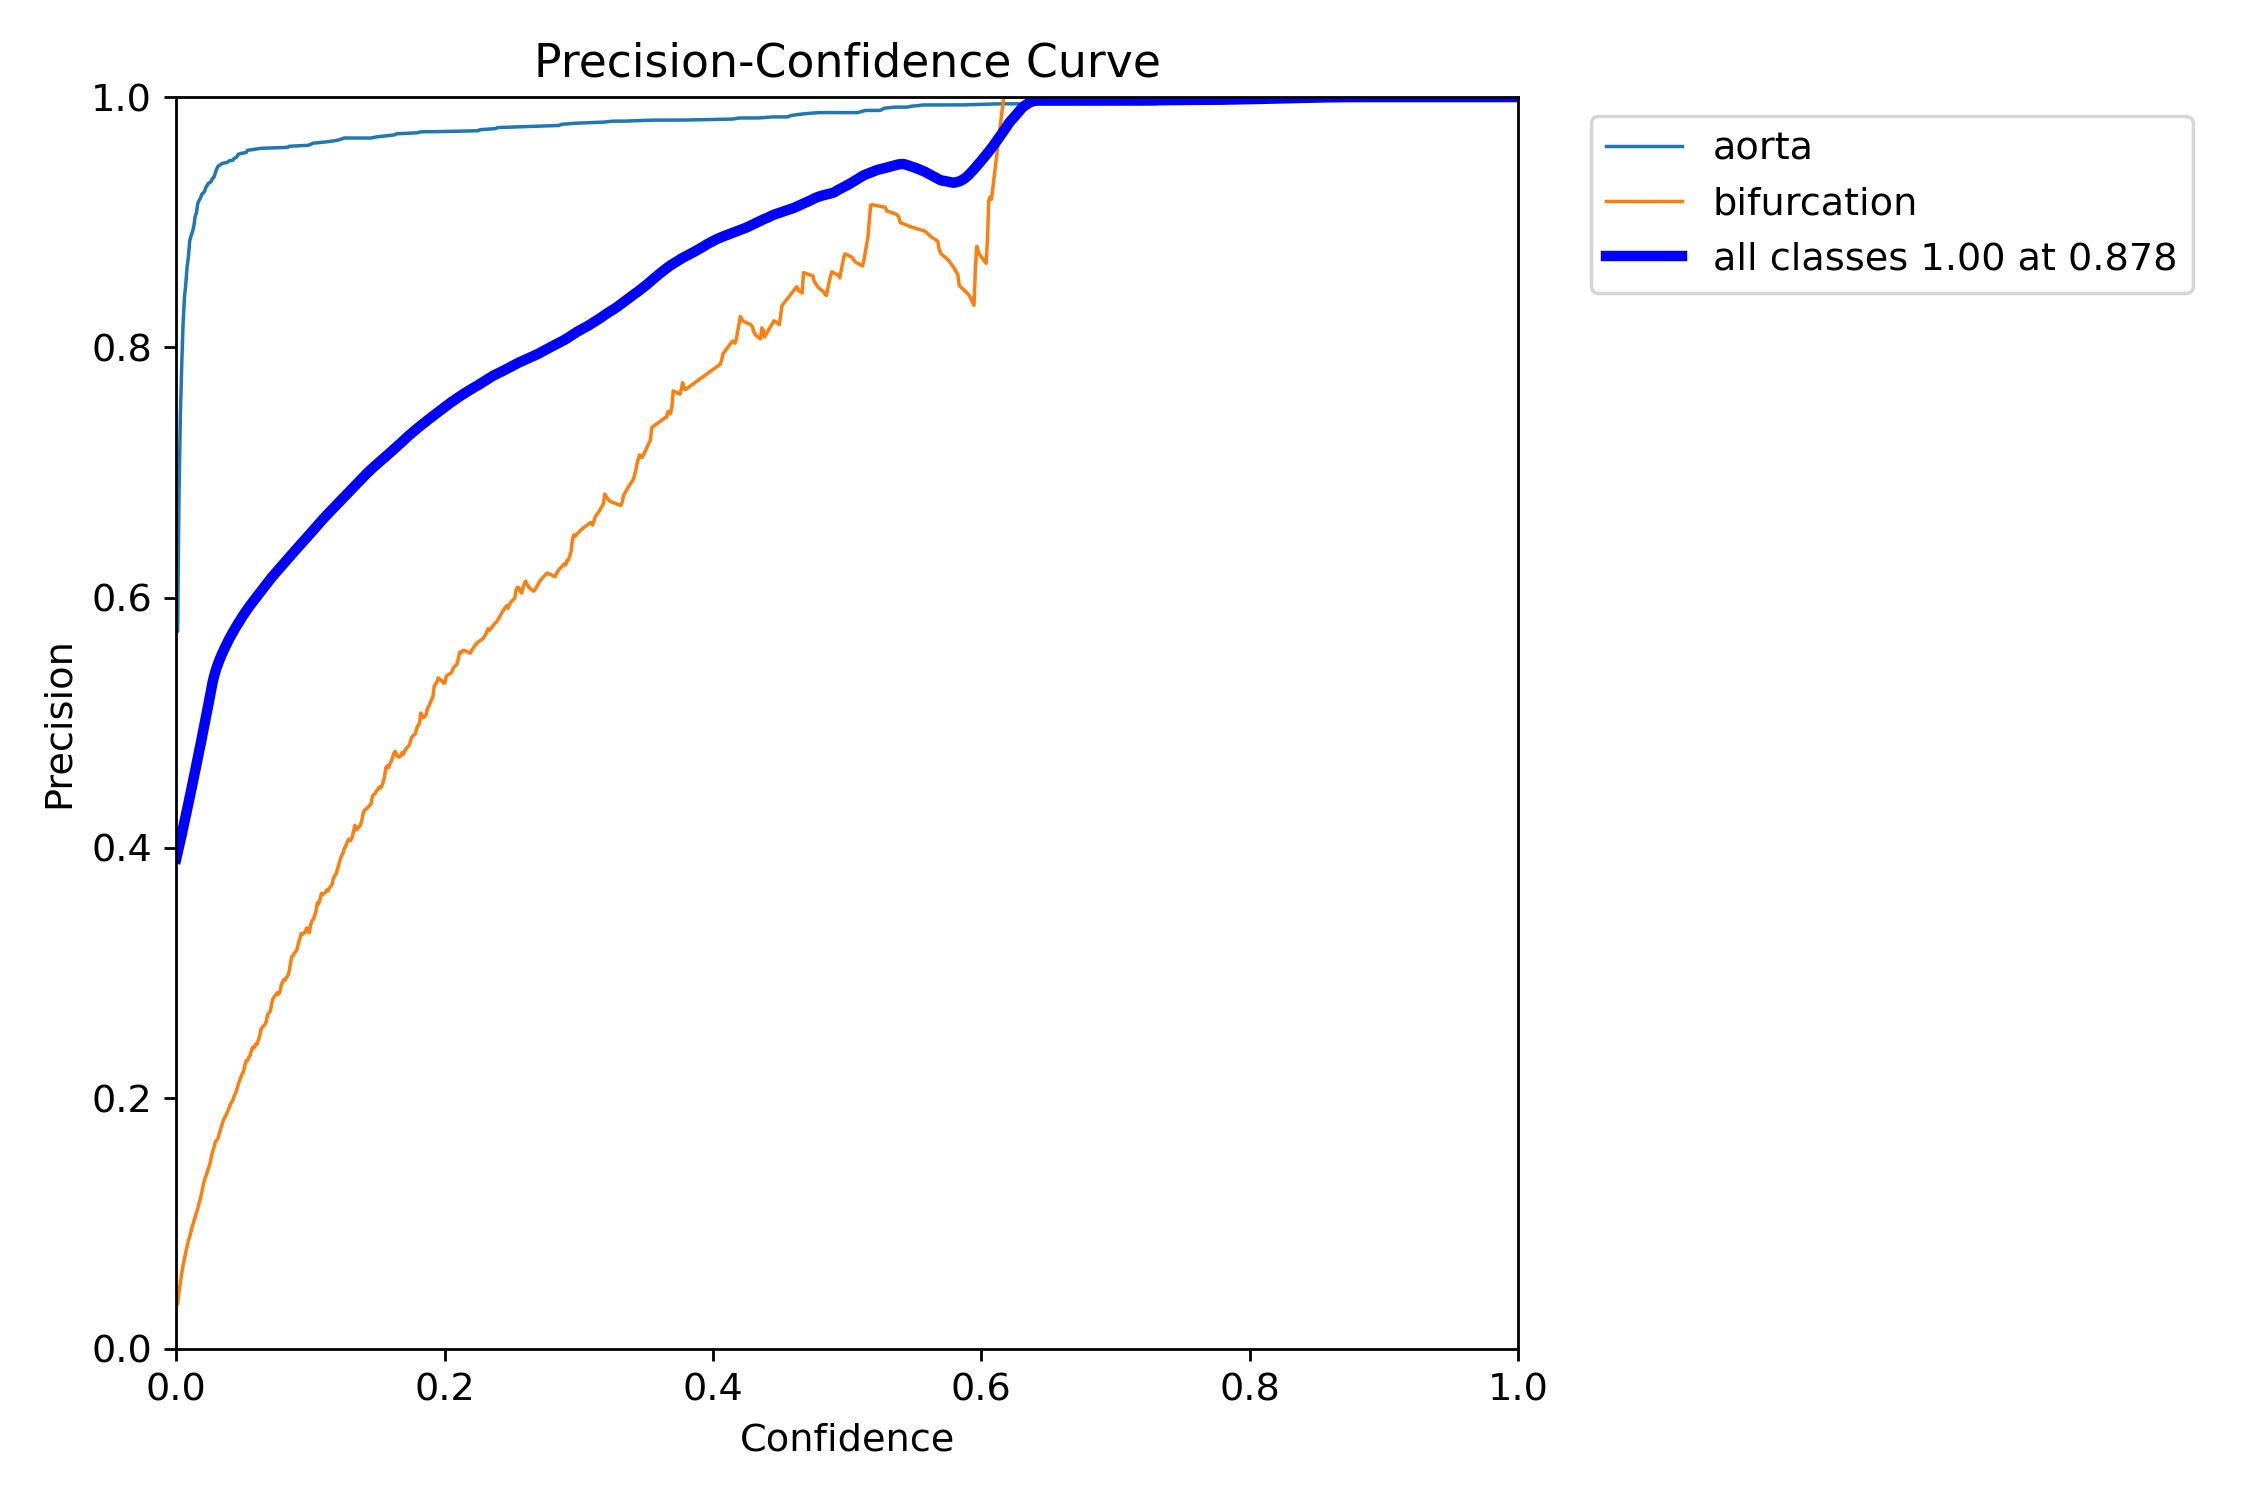 Precision-Confidence Curve
1.0
0.8
0.6
0.4
0.2
0.0
Precision
0.0 0.2 0.4 0.6 0.8 1.0
Confidence
aorta
bifurcation
all classes 1.00 at 0.878